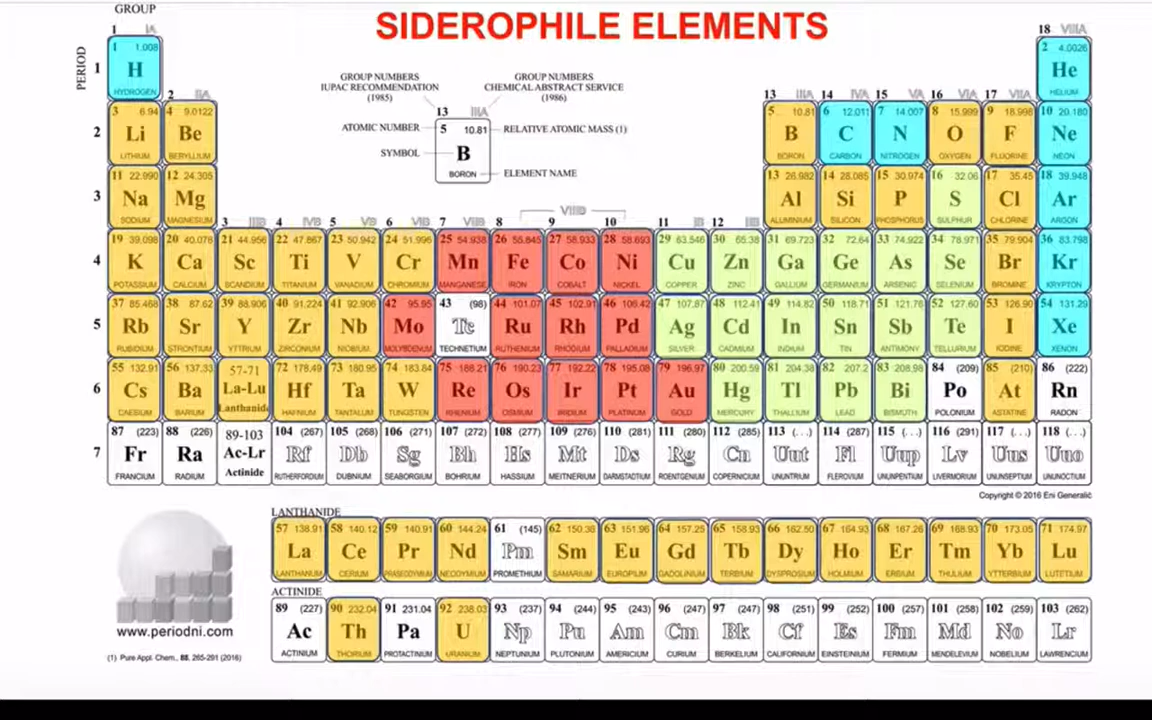 GROUP
SIDEROPHILE ELEMENTS
PERIOD
1 IA
18 VIIIA
1 1.008
H
HYDROGEN
2 4.0026
He
HELIUM
GROUP NUMBERS
IUPAC RECOMMENDATION
(1985)
GROUP NUMBERS
CHEMICAL ABSTRACT SERVICE
(1986)
13 IIIA
ATOMIC NUMBER
5 10.81
RELATIVE ATOMIC MASS (1)
SYMBOL
B
BORON
ELEMENT NAME
2 IIA
13 IIIA 14 IVA 15 VA 16 VIA 17 VIIA
1
2
3 6.94 4 9.0122 5 10.81 6 12.011 7 14.007 8 15.999 9 18.998 10 20.180
Li Be B C N O F Ne
LITHIUM BERYLLIUM BORON CARBON NITROGEN OXYGEN FLUORINE NEON
3
11 22.990 12 24.305 13 26.982 14 28.085 15 30.974 16 32.06 17 35.45 18 39.948
Na Mg Al Si P S Cl Ar
SODIUM MAGNESIUM ALUMINIUM SILICON PHOSPHORUS SULPHUR CHLORINE ARGON
3 IIIB 4 IVB 5 VB 6 VIB 7 VIIB 8 9 VIIIB 10 11 IB 12 IIB
4
19 39.098 20 40.078 21 44.956 22 47.867 23 50.942 24 51.996 25 54.938 26 55.845 27 58.933 28 58.693 29 63.546 30 65.38 31 69.723 32 72.64 33 74.922 34 78.971 35 79.904 36 83.798
K Ca Sc Ti V Cr Mn Fe Co Ni Cu Zn Ga Ge As Se Br Kr
POTASSIUM CALCIUM SCANDIUM TITANIUM VANADIUM CHROMIUM MANGANESE IRON COBALT NICKEL COPPER ZINC GALLIUM GERMANIUM ARSENIC SELENIUM BROMINE KRYPTON
5
37 85.468 38 87.62 39 88.906 40 91.224 41 92.906 42 95.95 43 (98) 44 101.07 45 102.91 46 106.42 47 107.87 48 112.41 49 114.82 50 118.71 51 121.76 52 127.60 53 126.90 54 131.29
Rb Sr Y Zr Nb Mo Tc Ru Rh Pd Ag Cd In Sn Sb Te I Xe
RUBIDIUM STRONTIUM YTTRIUM ZIRCONIUM NIOBIUM MOLYBDENUM TECHNETIUM RUTHENIUM RHODIUM PALLADIUM SILVER CADMIUM INDIUM TIN ANTIMONY TELLURIUM IODINE XENON
6
55 132.91 56 137.33 57-71 72 178.49 73 180.95 74 183.84 75 186.21 76 190.23 77 192.22 78 195.08 79 196.97 80 200.59 81 204.38 82 207.2 83 208.98 84 (209) 85 (210) 86 (222)
Cs Ba La-Lu Hf Ta W Re Os Ir Pt Au Hg Tl Pb Bi Po At Rn
CAESIUM BARIUM Lanthanide HAFNIUM TANTALUM TUNGSTEN RHENIUM OSMIUM IRIDIUM PLATINUM GOLD MERCURY THALLIUM LEAD BISMUTH POLONIUM ASTATINE RADON
7
87 (223) 88 (226) 89-103 104 (267) 105 (268) 106 (271) 107 (272) 108 (277) 109 (276) 110 (281) 111 (280) 112 (285) 113 (...) 114 (287) 115 (...) 116 (291) 117 (...) 118 (...)
Fr Ra Ac-Lr Rf Db Sg Bh Hs Mt Ds Rg Cn Uut Fl Uup Lv Uus Uuo
FRANCIUM RADIUM Actinide RUTHERFORDIUM DUBNIUM SEABORGIUM BOHRIUM HASSIUM MEITNERIUM DARMSTADTIUM ROENTGENIUM COPERNICIUM UNUNTRIUM FLEROVIUM UNUNPENTIUM LIVERMORIUM UNUNSEPTIUM UNUNOCTIUM
Copyright © 2016 Eni Generalić
LANTHANIDE
57 138.91 58 140.12 59 140.91 60 144.24 61 (145) 62 150.36 63 151.96 64 157.25 65 158.93 66 162.50 67 164.93 68 167.26 69 168.93 70 173.05 71 174.97
La Ce Pr Nd Pm Sm Eu Gd Tb Dy Ho Er Tm Yb Lu
LANTHANUM CERIUM PRASEODYMIUM NEODYMIUM PROMETHIUM SAMARIUM EUROPIUM GADOLINIUM TERBIUM DYSPROSIUM HOLMIUM ERBIUM THULIUM YTTERBIUM LUTETIUM
ACTINIDE
89 (227) 90 232.04 91 231.04 92 238.03 93 (237) 94 (244) 95 (243) 96 (247) 97 (247) 98 (251) 99 (252) 100 (257) 101 (258) 102 (259) 103 (262)
Ac Th Pa U Np Pu Am Cm Bk Cf Es Fm Md No Lr
ACTINIUM THORIUM PROTACTINIUM URANIUM NEPTUNIUM PLUTONIUM AMERICIUM CURIUM BERKELIUM CALIFORNIUM EINSTEINIUM FERMIUM MENDELEVIUM NOBELIUM LAWRENCIUM
www.periodni.com
(1) Pure Appl. Chem., 88, 265-291 (2016)